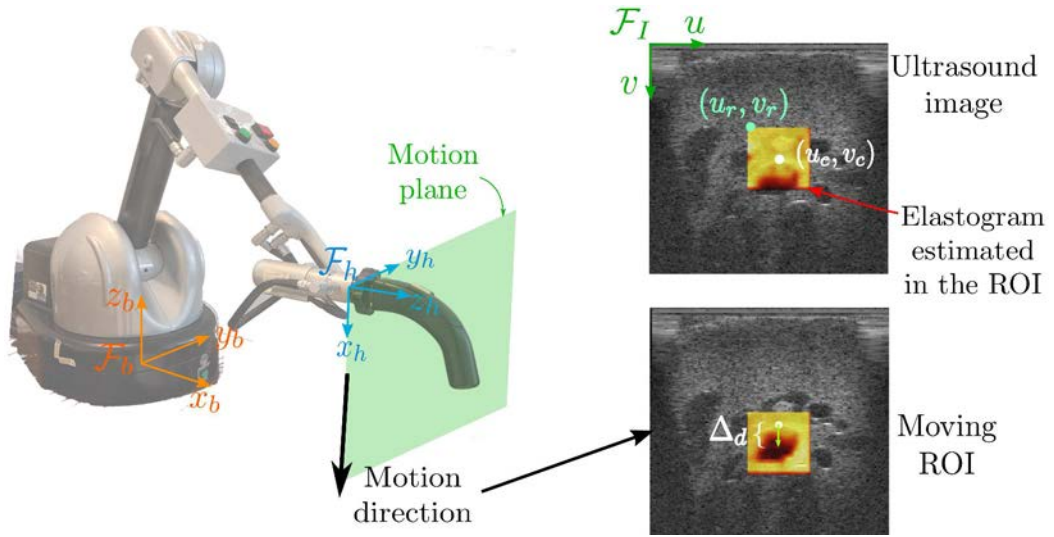 F_I u
v
(u_r, v_r)
(u_c, v_c)
Ultrasound
image
Elastogram
estimated
in the ROI
Motion
plane
F_h y_h
z_h
x_h
z_b
y_b
F_b
x_b
Motion
direction
Δ_d {
Moving
ROI